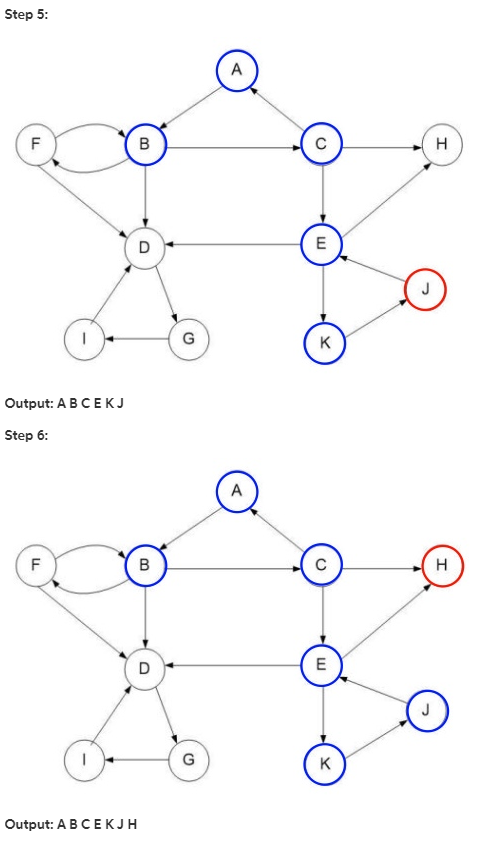 Step 5:
A
F B C H
D E
J
I G K
Output: A B C E K J
Step 6:
A
F B C H
D E
J
I G K
Output: A B C E K J H